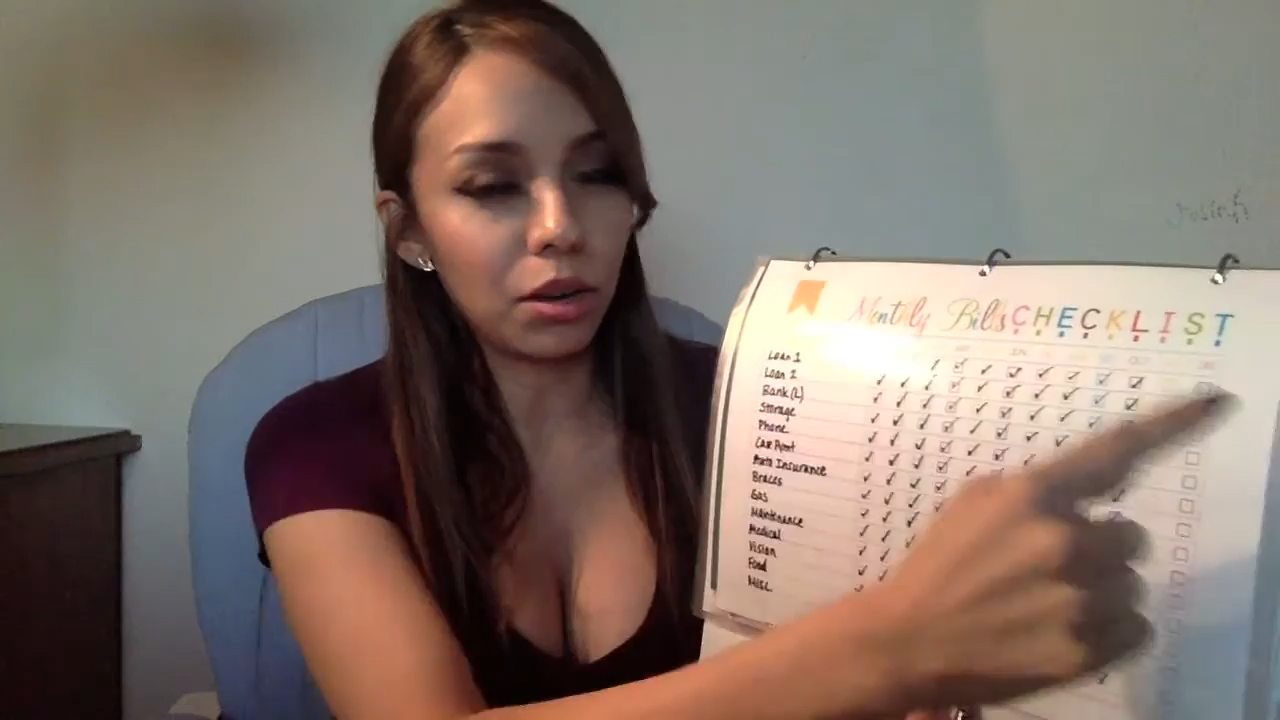 Monthly Bills CHECKLIST
Loan 1
Loan 2
Bank (L)
Storage
Phone
Car Pymt
Auto Insurance
Braces
Gas
Maintenance
Medical
Vision
Food
Misc.